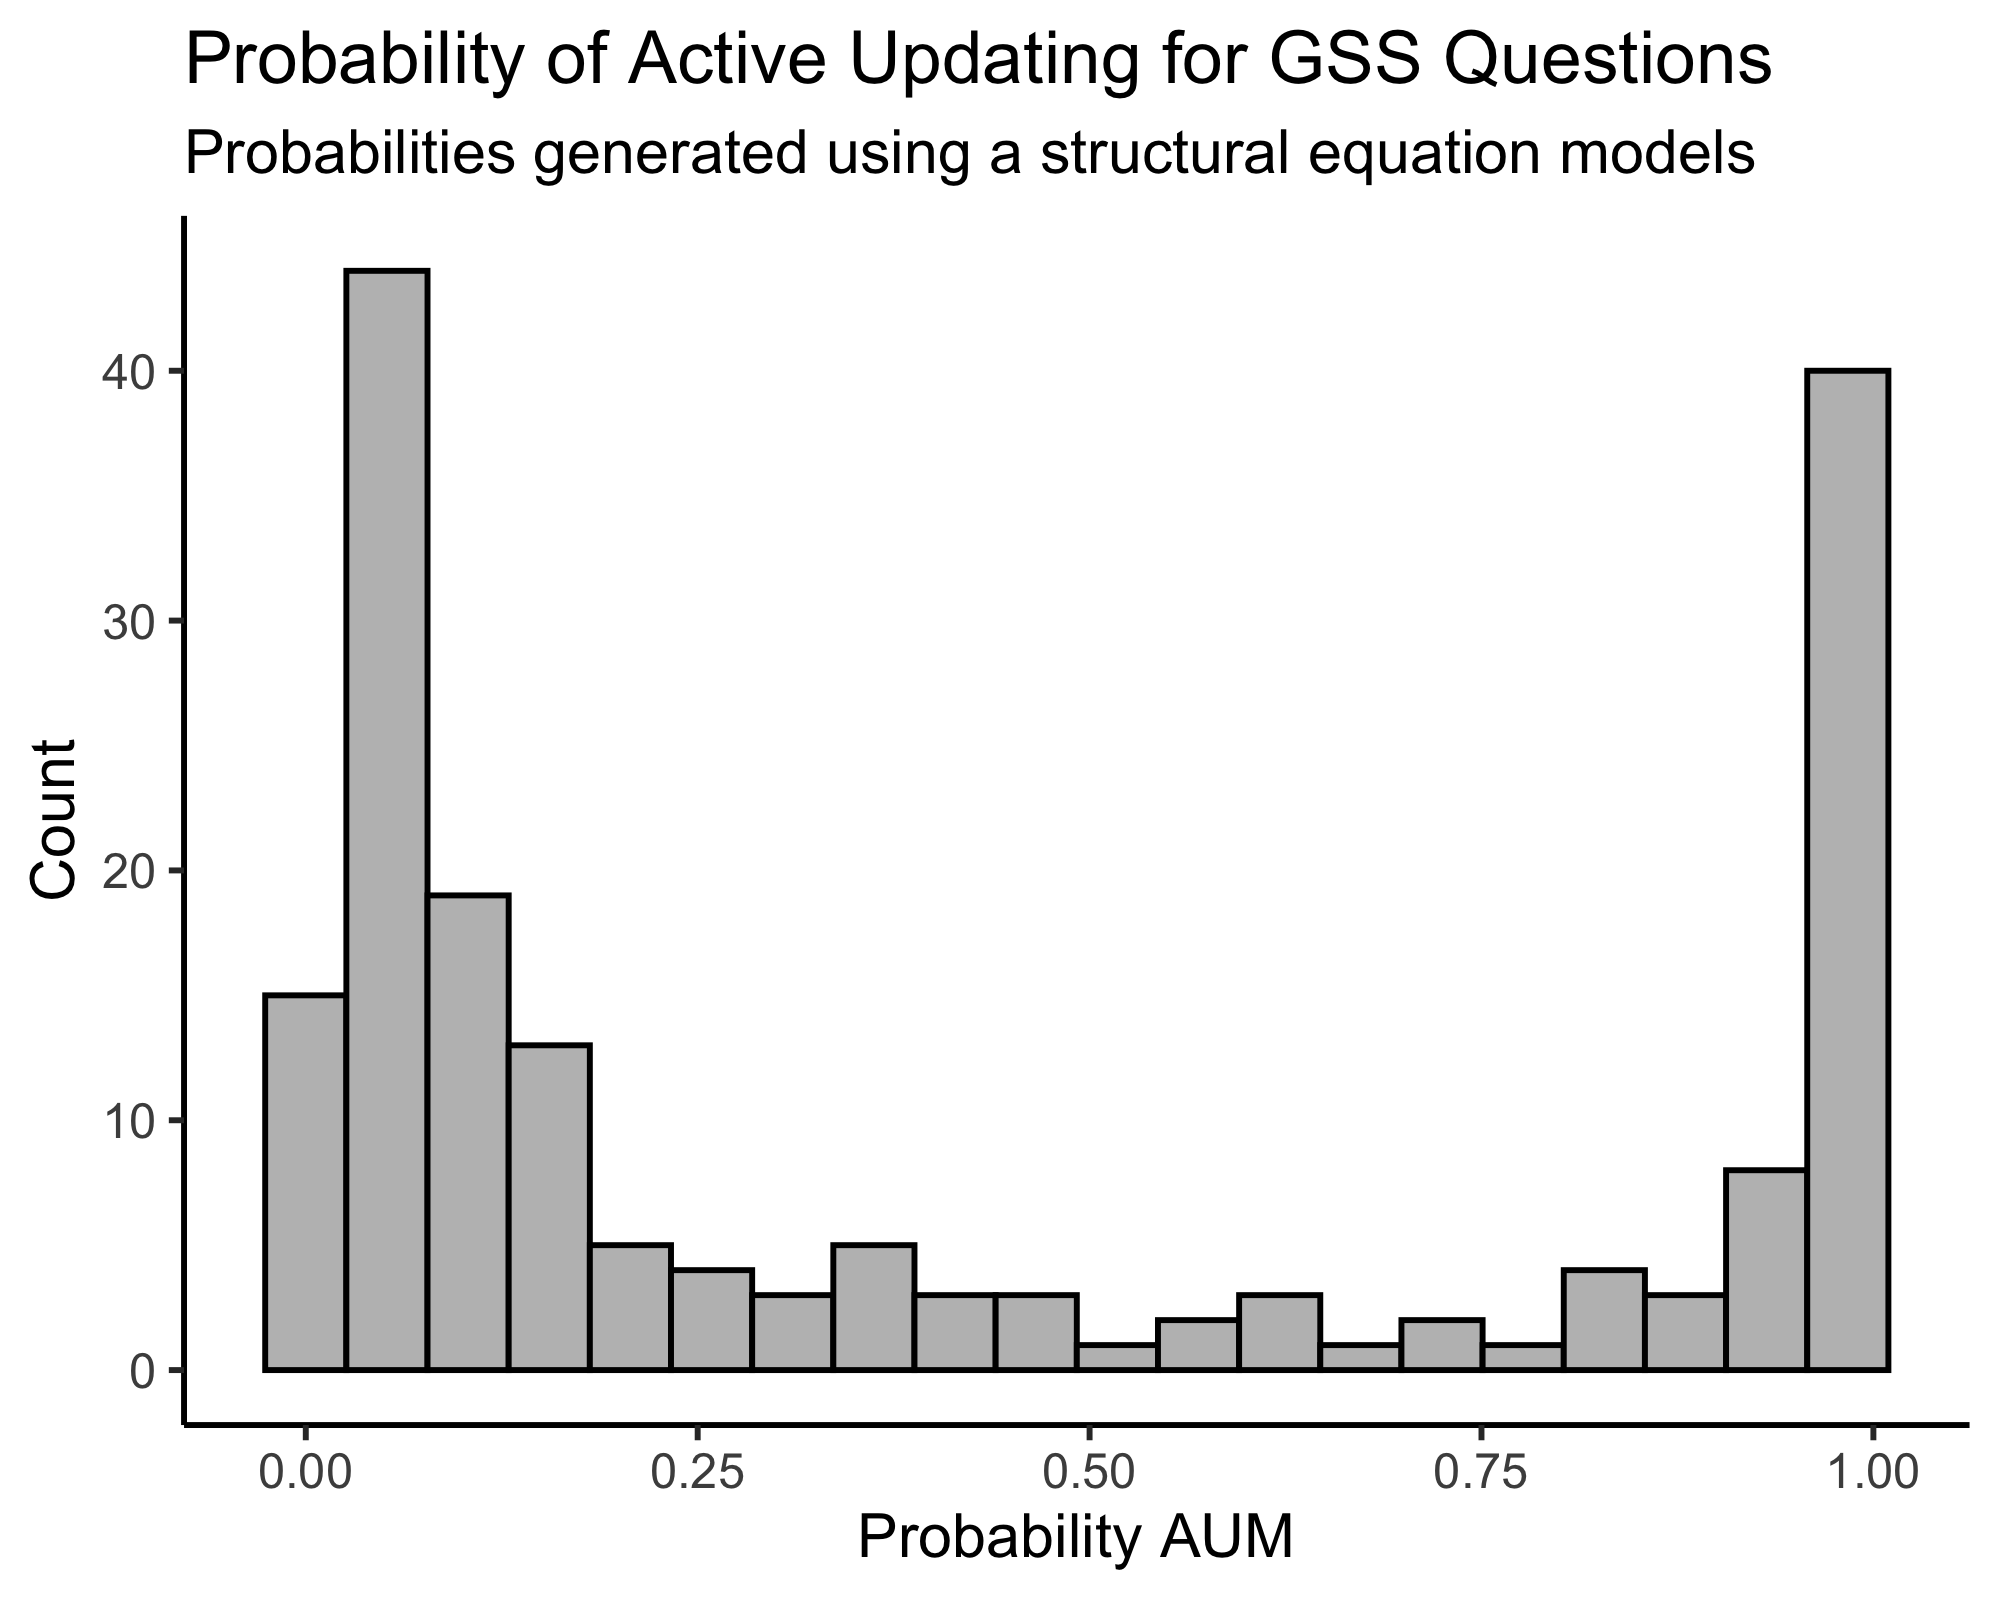 Probability of Active Updating for GSS Questions
Probabilities generated using a structural equation models
Count
40
30
20
10
0
0.00 0.25 0.50 0.75 1.00
Probability AUM